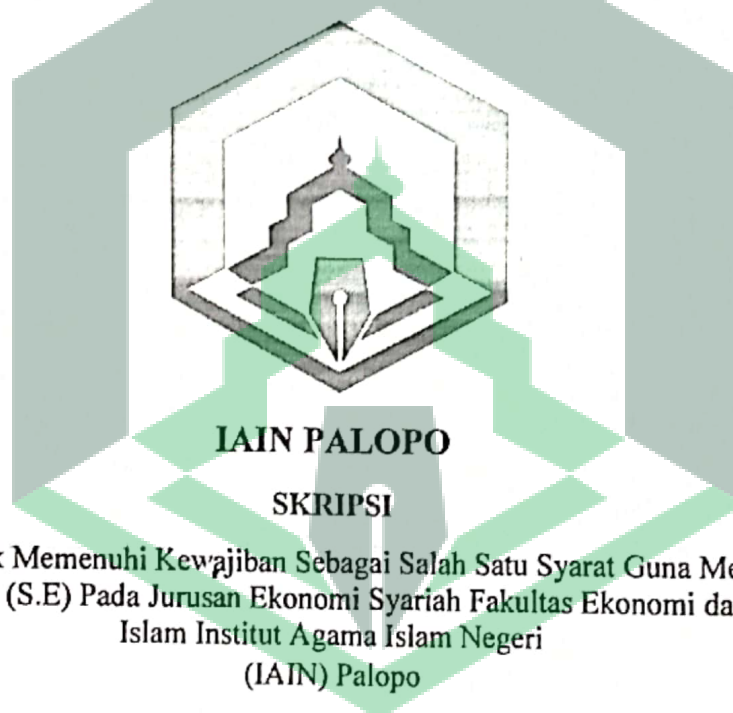 IAIN PALOPO
SKRIPSI
Memenuhi Kewajiban Sebagai Salah Satu Syarat Guna
(S.E) Pada Jurusan Ekonomi Syariah Fakultas Ekonomi
Islam Institut Agama Islam Negeri
(IAIN) Palopo